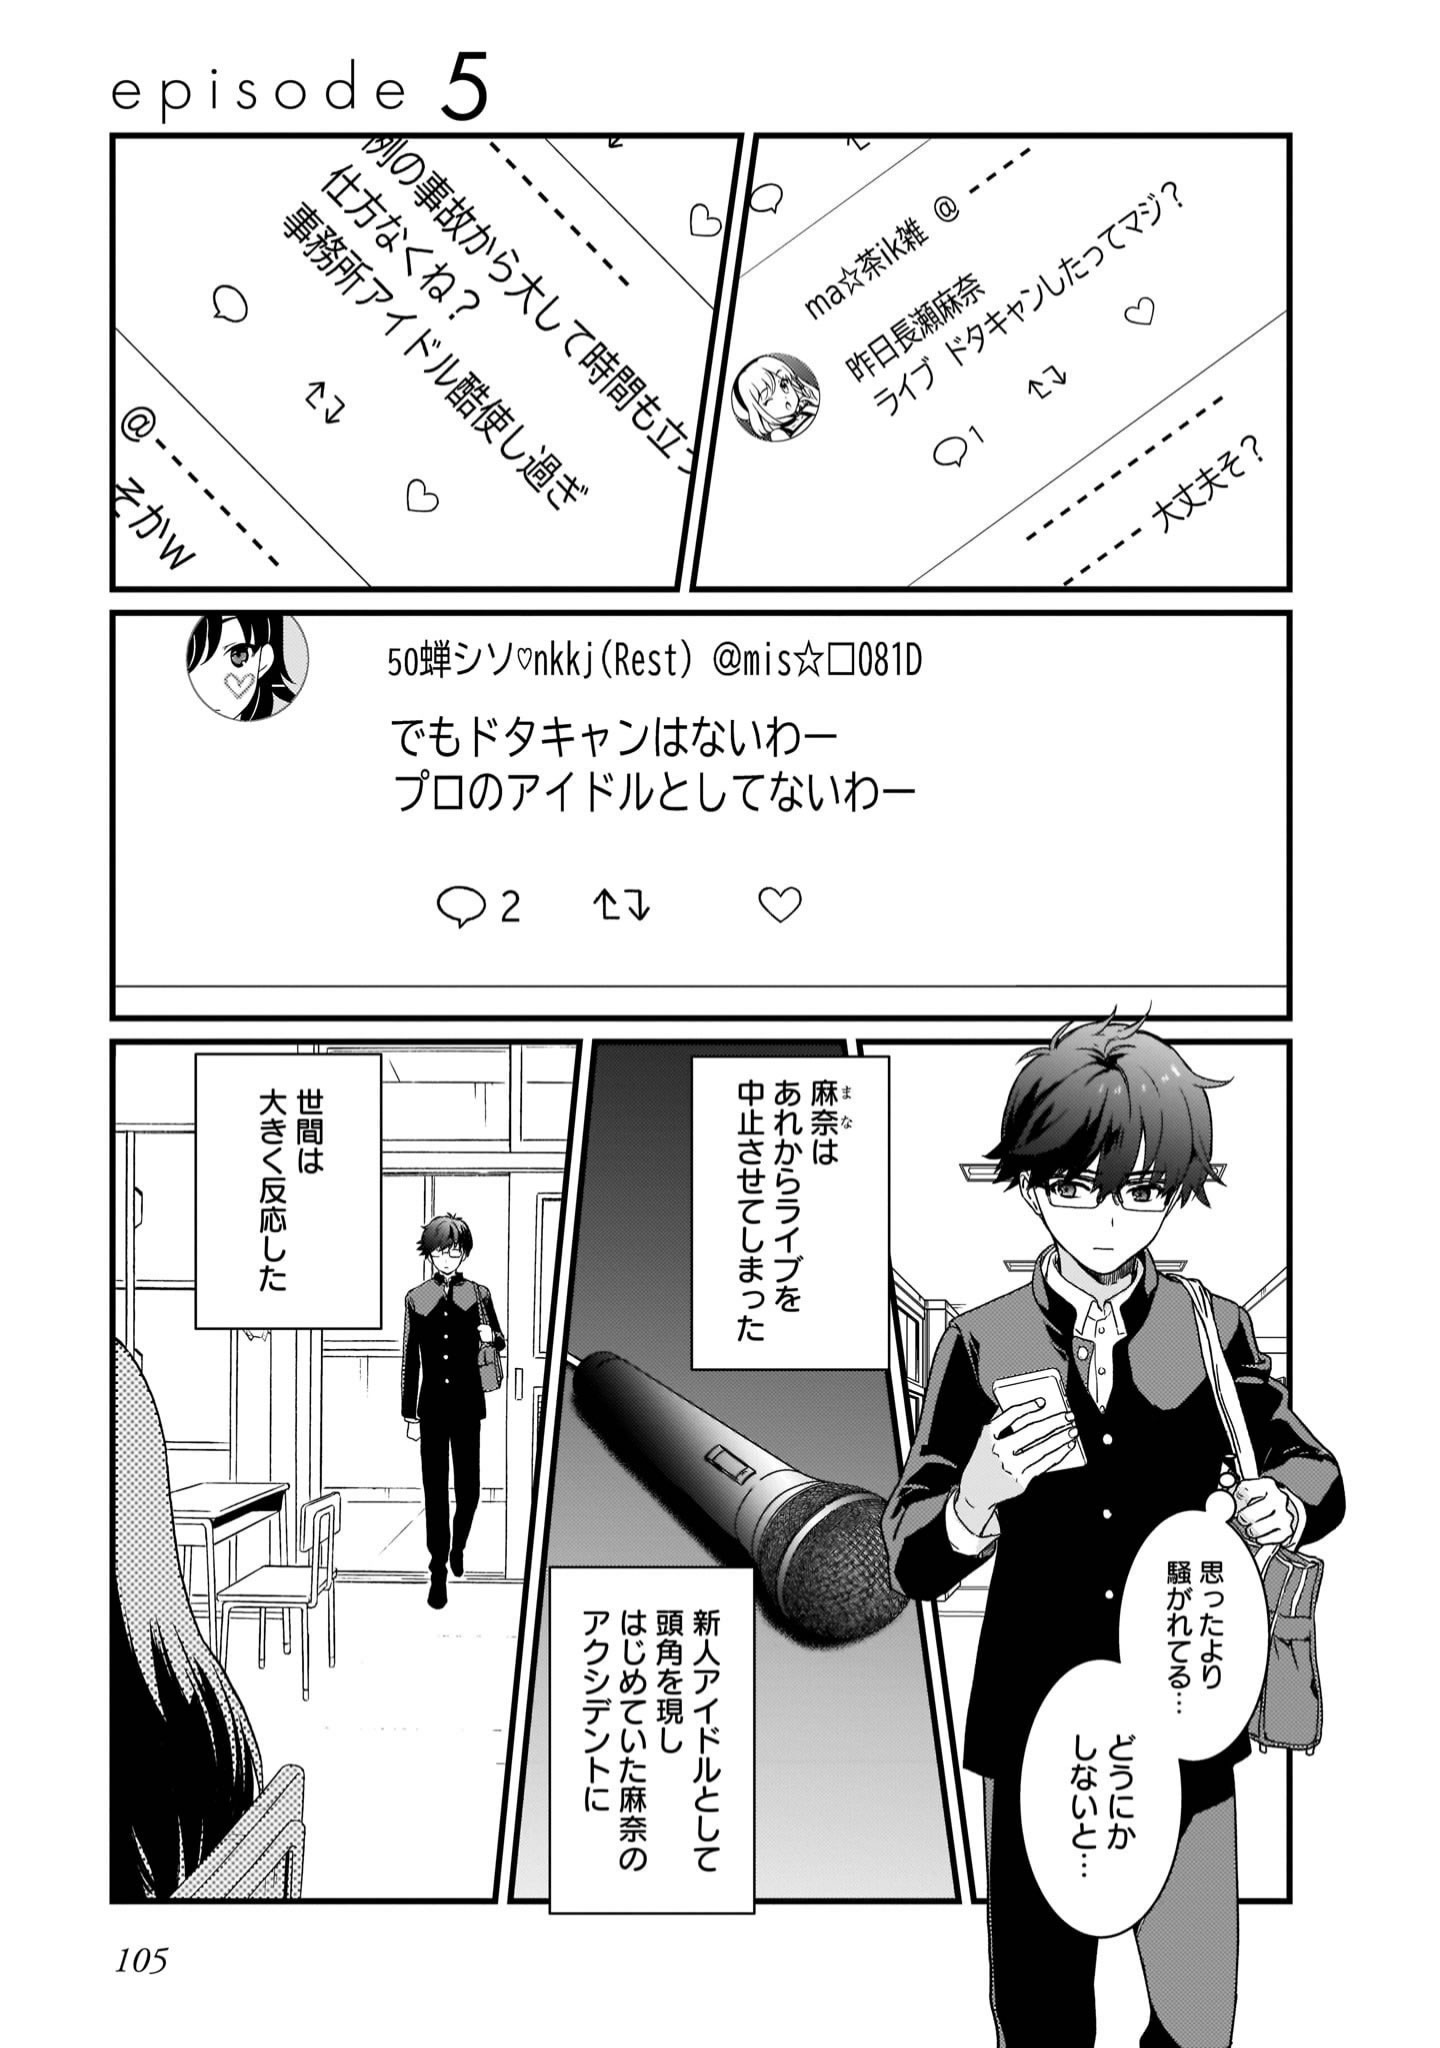 episode 5
ma☆茶ik雑 @-----
昨日長瀬麻奈
ライブ ドタキャンしたってマジ？
1
大丈夫そ？
例の事故から大して時間も立っ
仕方なくね？
事務所アイドル酷使し過ぎ
@--------
そかw
50蝉シソ♡nkkj(Rest) @mis☆□081D
でもドタキャンはないわー
プロのアイドルとしてないわー
2
思ったより
騒がれてる…
どうにか
しないと…
麻奈は
まな
あれからライブを
中止させてしまった
新人アイドルとして
頭角を現し
はじめていた麻奈の
アクシデントに
世間は
大きく反応した
105